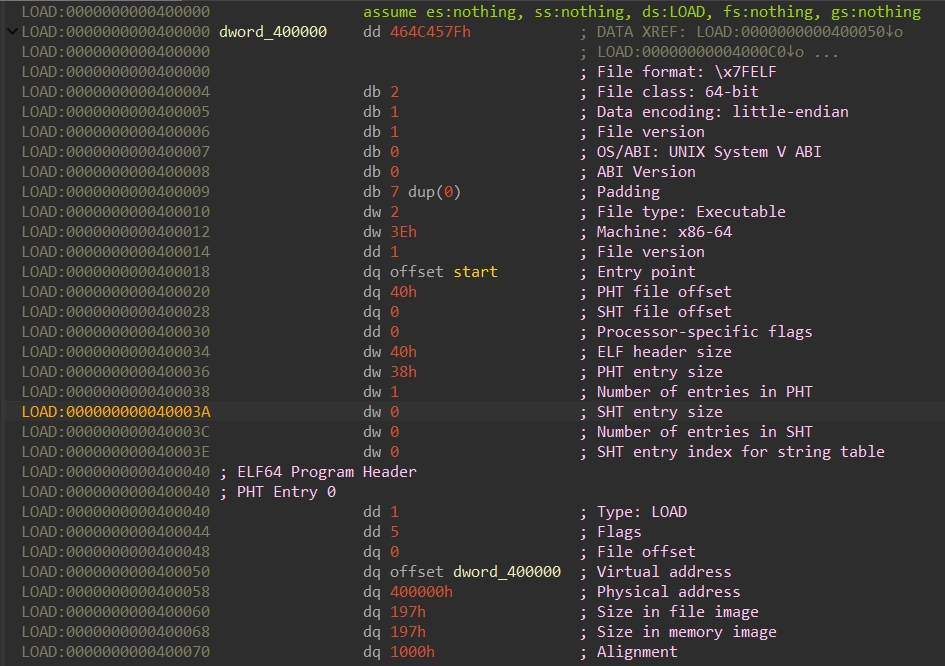 LOAD:0000000000400000 assume es:nothing, ss:nothing, ds:LOAD, fs:nothing, gs:nothing
LOAD:0000000000400000 dword_400000 dd 464C457Fh ; DATA XREF: LOAD:0000000000400050↓o
LOAD:0000000000400000 ; LOAD:00000000004000C0↓o ...
LOAD:0000000000400000 ; File format: \x7FELF
LOAD:0000000000400004 db 2 ; File class: 64-bit
LOAD:0000000000400005 db 1 ; Data encoding: little-endian
LOAD:0000000000400006 db 1 ; File version
LOAD:0000000000400007 db 0 ; OS/ABI: UNIX System V ABI
LOAD:0000000000400008 db 0 ; ABI Version
LOAD:0000000000400009 db 7 dup(0) ; Padding
LOAD:0000000000400010 dw 2 ; File type: Executable
LOAD:0000000000400012 dw 3Eh ; Machine: x86-64
LOAD:0000000000400014 dd 1 ; File version
LOAD:0000000000400018 dq offset start ; Entry point
LOAD:0000000000400020 dq 40h ; PHT file offset
LOAD:0000000000400028 dq 0 ; SHT file offset
LOAD:0000000000400030 dd 0 ; Processor-specific flags
LOAD:0000000000400034 dw 40h ; ELF header size
LOAD:0000000000400036 dw 38h ; PHT entry size
LOAD:0000000000400038 dw 1 ; Number of entries in PHT
LOAD:000000000040003A dw 0 ; SHT entry size
LOAD:000000000040003C dw 0 ; Number of entries in SHT
LOAD:000000000040003E dw 0 ; SHT entry index for string table
LOAD:0000000000400040 ; ELF64 Program Header
LOAD:0000000000400040 ; PHT Entry 0
LOAD:0000000000400040 dd 1 ; Type: LOAD
LOAD:0000000000400044 dd 5 ; Flags
LOAD:0000000000400048 dq 0 ; File offset
LOAD:0000000000400050 dq offset dword_400000 ; Virtual address
LOAD:0000000000400058 dq 400000h ; Physical address
LOAD:0000000000400060 dq 197h ; Size in file image
LOAD:0000000000400068 dq 197h ; Size in memory image
LOAD:0000000000400070 dq 1000h ; Alignment